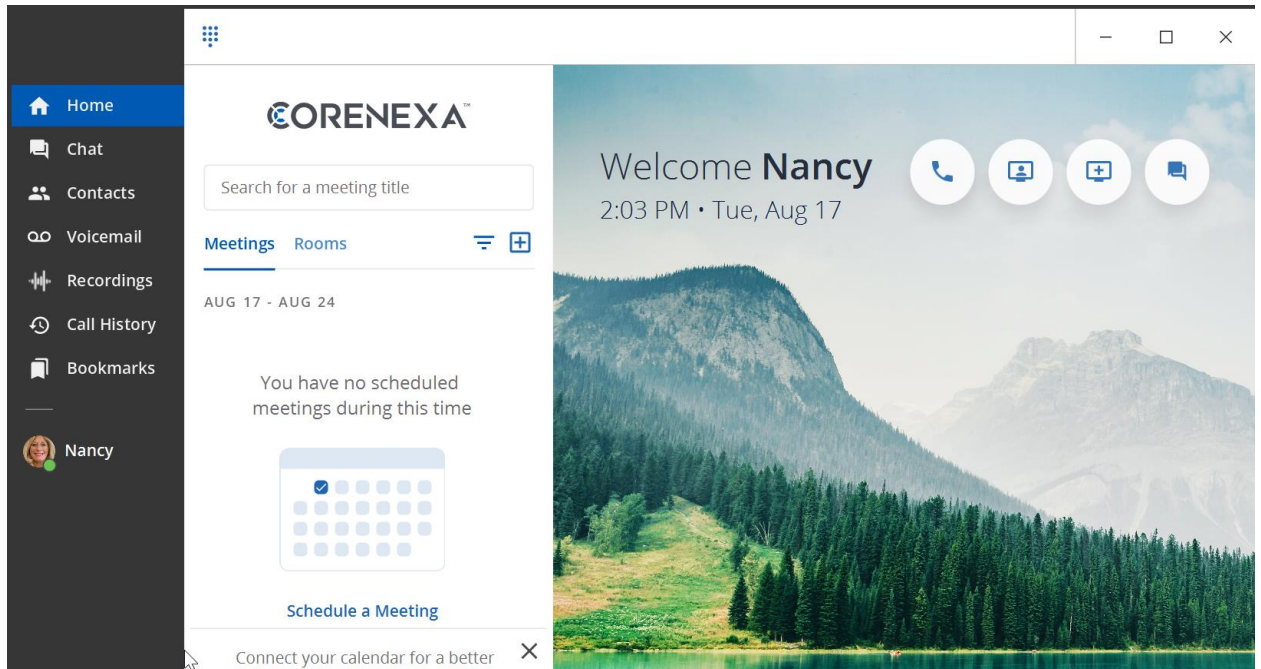 Home
Chat
Contacts
Voicemail
Recordings
Call History
Bookmarks
Nancy
CORENEXA™
Search for a meeting title
Meetings Rooms
AUG 17 - AUG 24
You have no scheduled
meetings during this time
Schedule a Meeting
Connect your calendar for a better
Welcome Nancy
2:03 PM • Tue, Aug 17